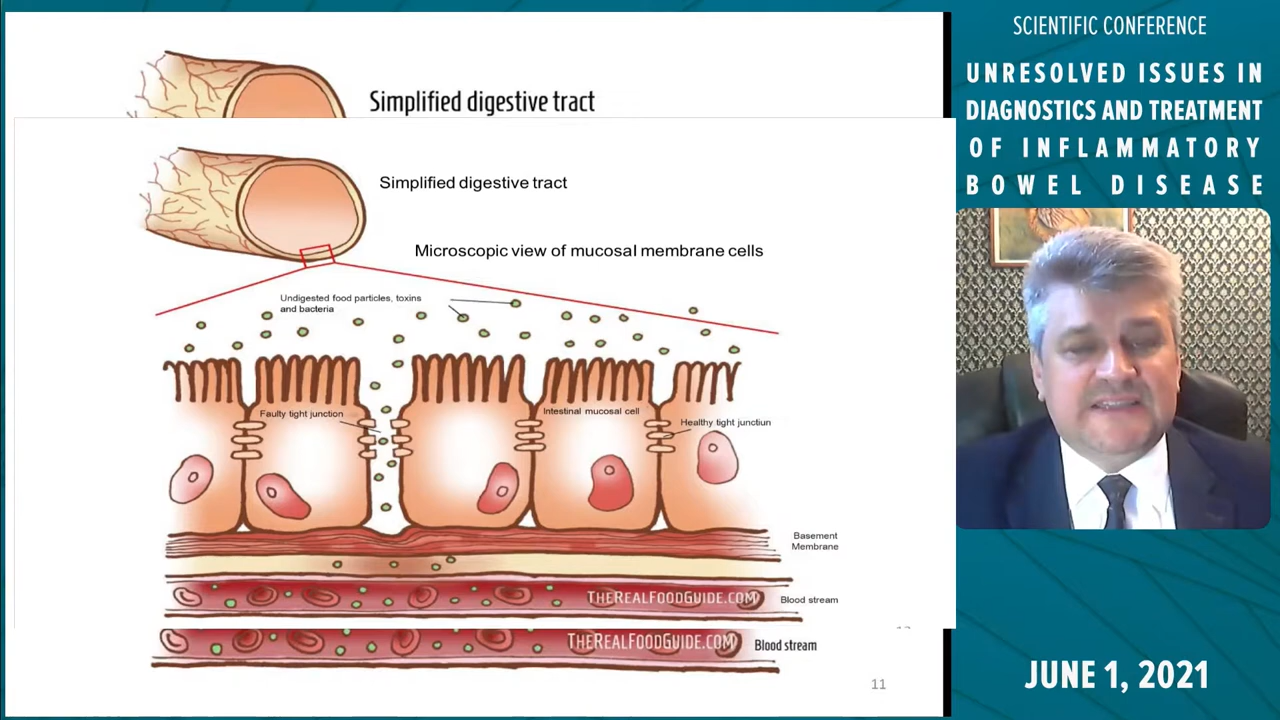 Simplified digestive tract
Simplified digestive tract
Microscopic view of mucosal membrane cells
Undigested food particles, toxins
and bacteria
Faulty tight junction
Intestinal mucosal cell
Healthy tight junctiun
Basement
Membrane
THEREALFOODGUIDE.COM
Blood stream
THEREALFOODGUIDE.COM
Blood stream
11
SCIENTIFIC CONFERENCE
UNRESOLVED ISSUES IN
DIAGNOSTICS AND TREATMENT
OF INFLAMMATORY
BOWEL DISEASE
JUNE 1, 2021